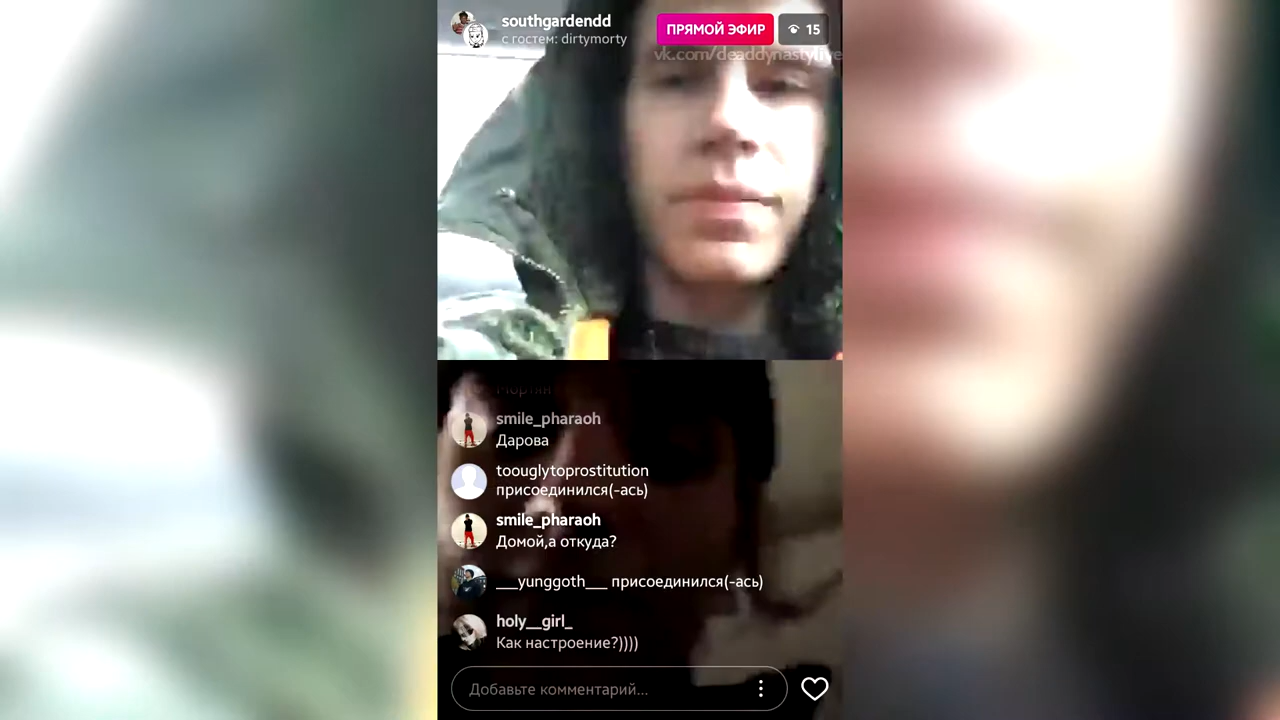 southgardendd
с гостем: dirtymorty
ПРЯМОЙ ЭФИР
15
vk.com/deaddynastylive
Мортян
smile_pharaoh
Дарова
toouglytoprostitution
присоединился(-ась)
smile_pharaoh
Домой,а откуда?
___yunggoth___ присоединился(-ась)
holy__girl_
Как настроение?))))
Добавьте комментарий...